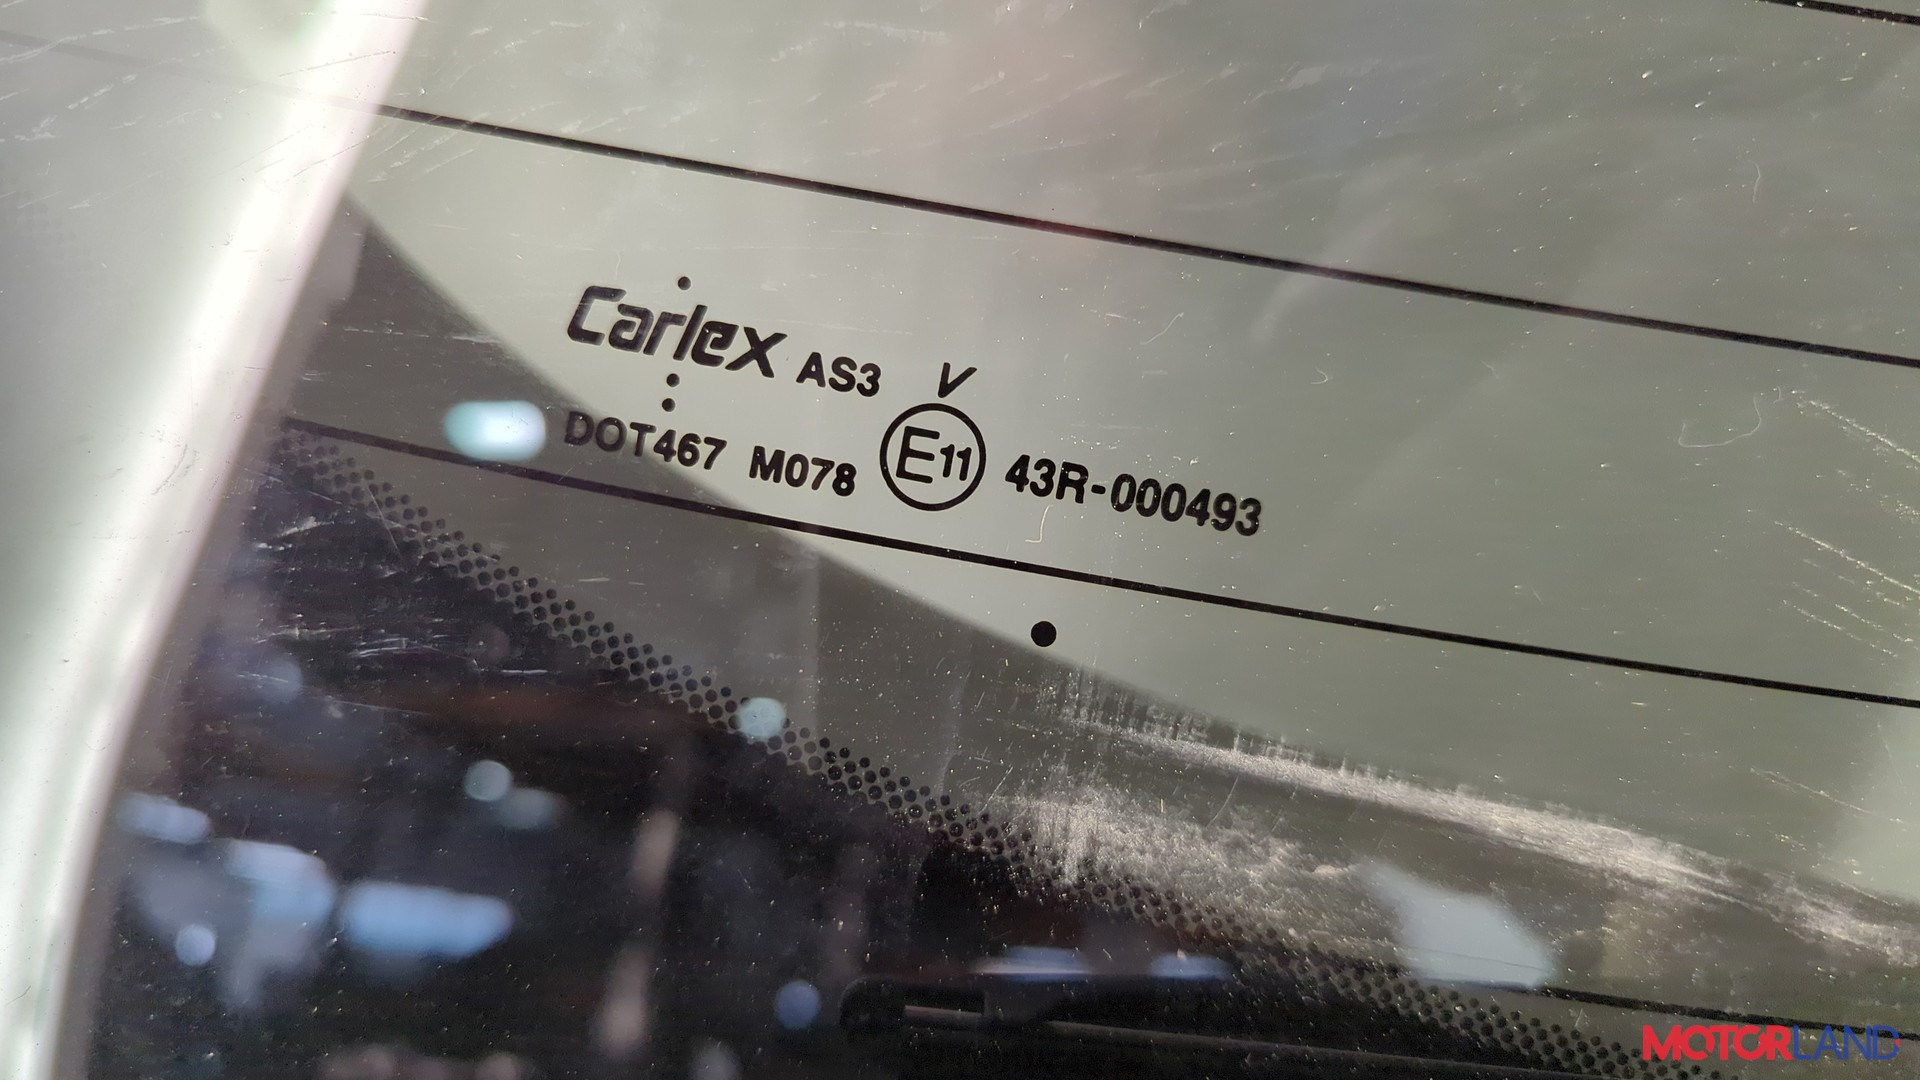 Carlex AS3 V
DOT467 M078 E11 43R-000493
MOTORLAND